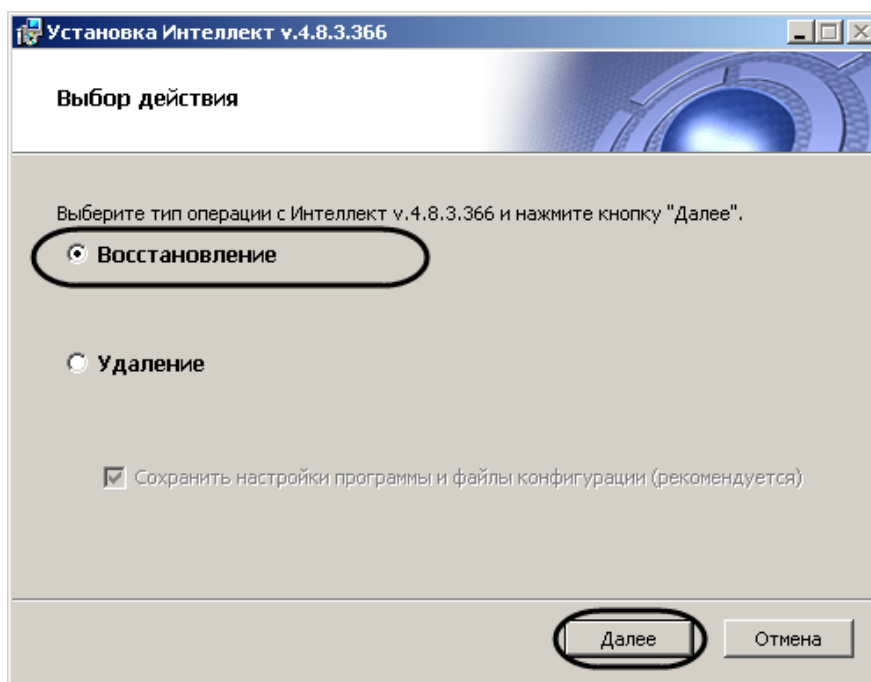 Установка Интеллект v.4.8.3.366
Выбор действия
Выберите тип операции с Интеллект v.4.8.3.366 и нажмите кнопку "Далее".
Восстановление
Удаление
Сохранить настройки программы и файлы конфигурации (рекомендуется)
Далее
Отмена